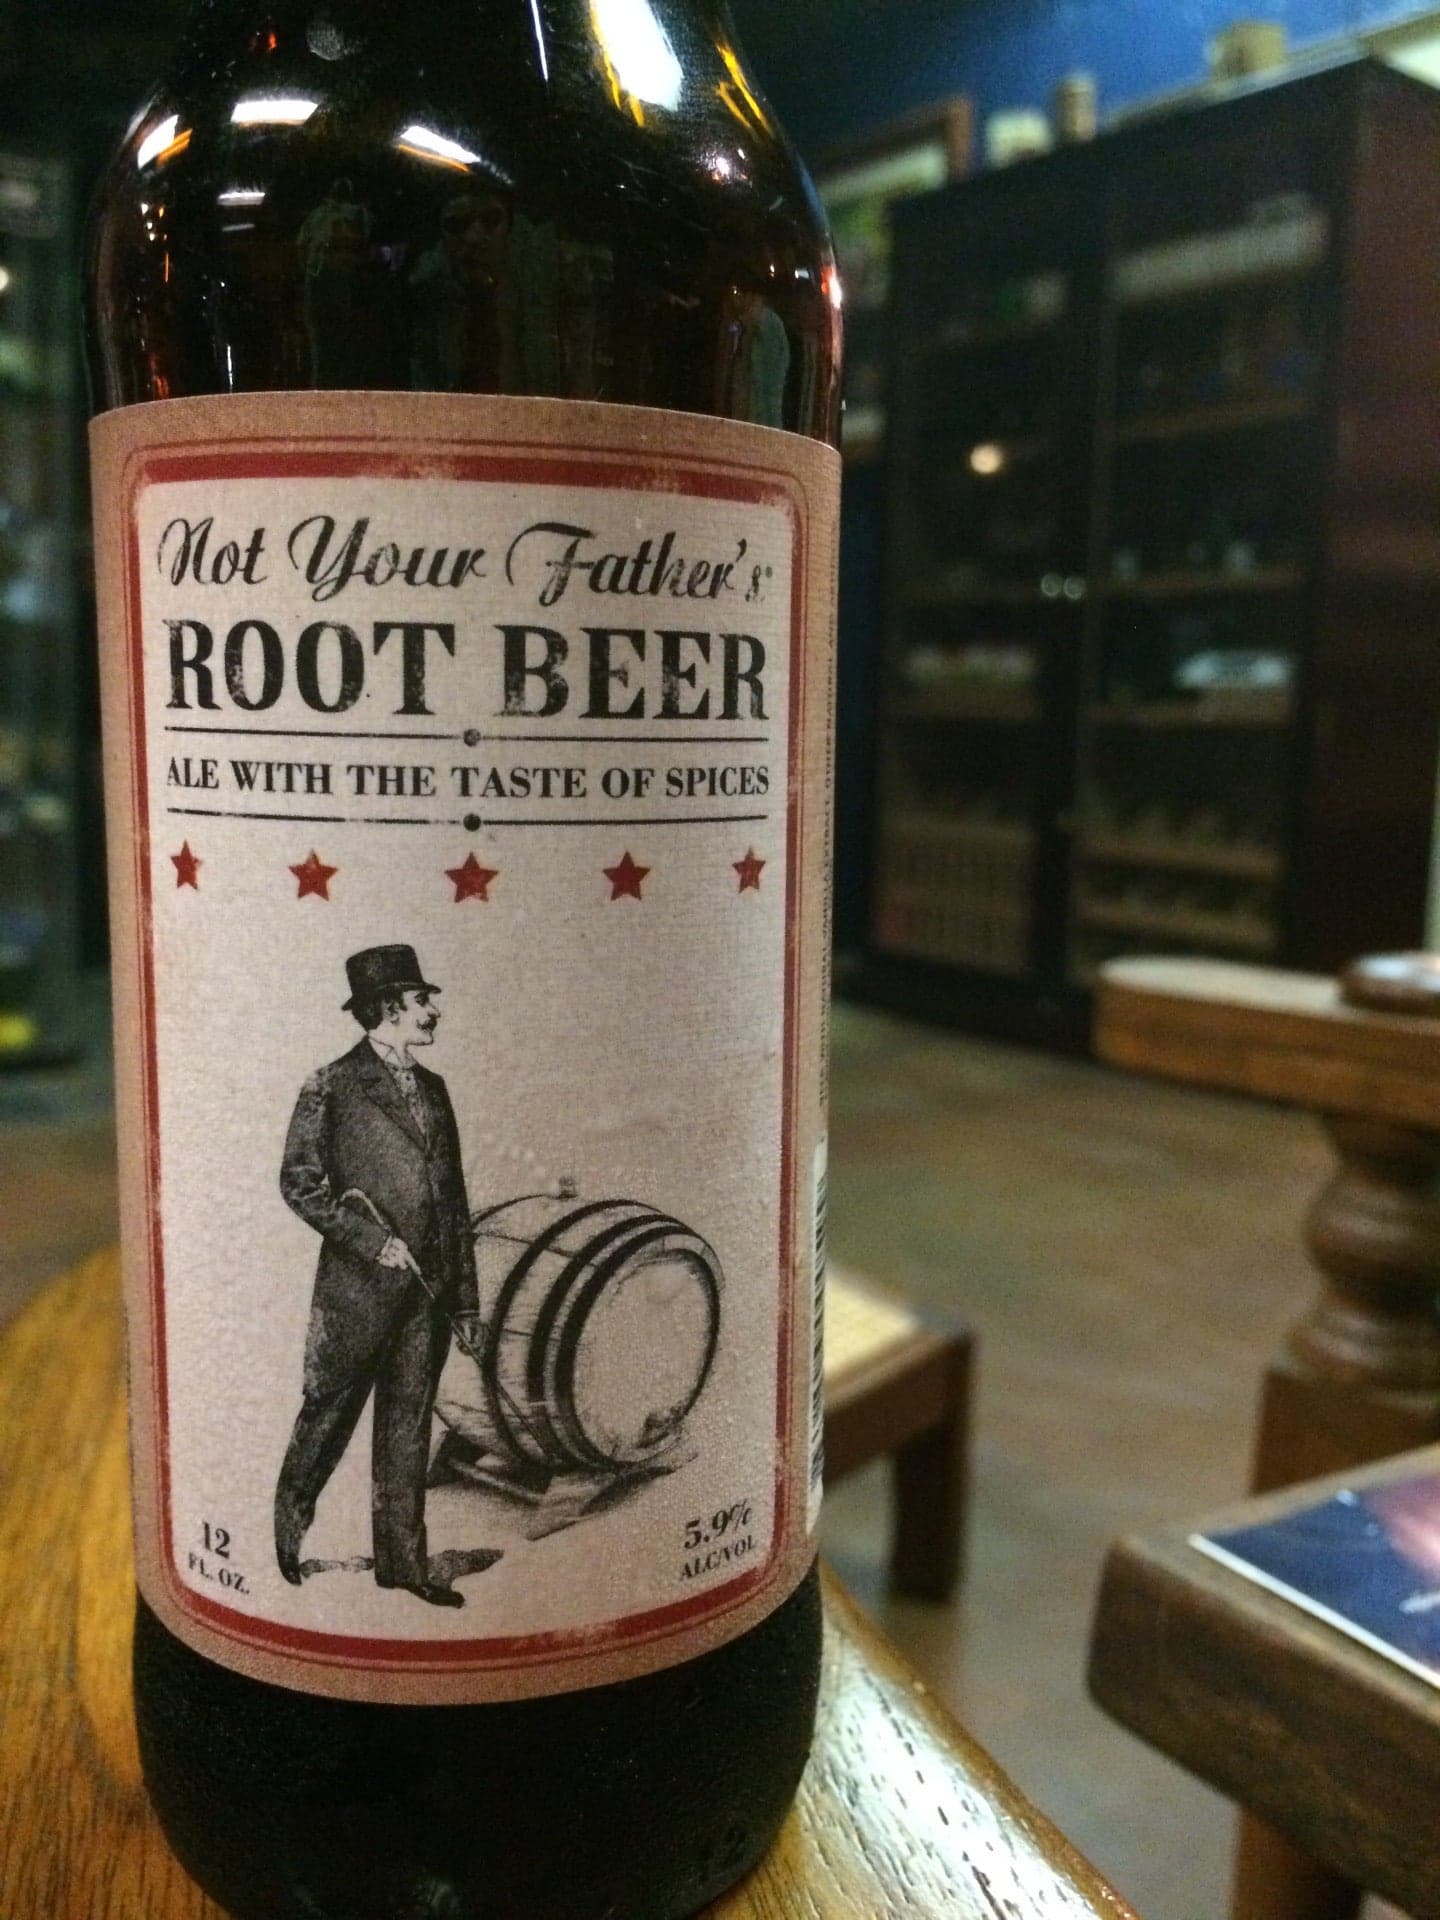 Not Your Father's
ROOT BEER
ALE WITH THE TASTE OF SPICES
12
FL. OZ.
5.9%
ALC/VOL